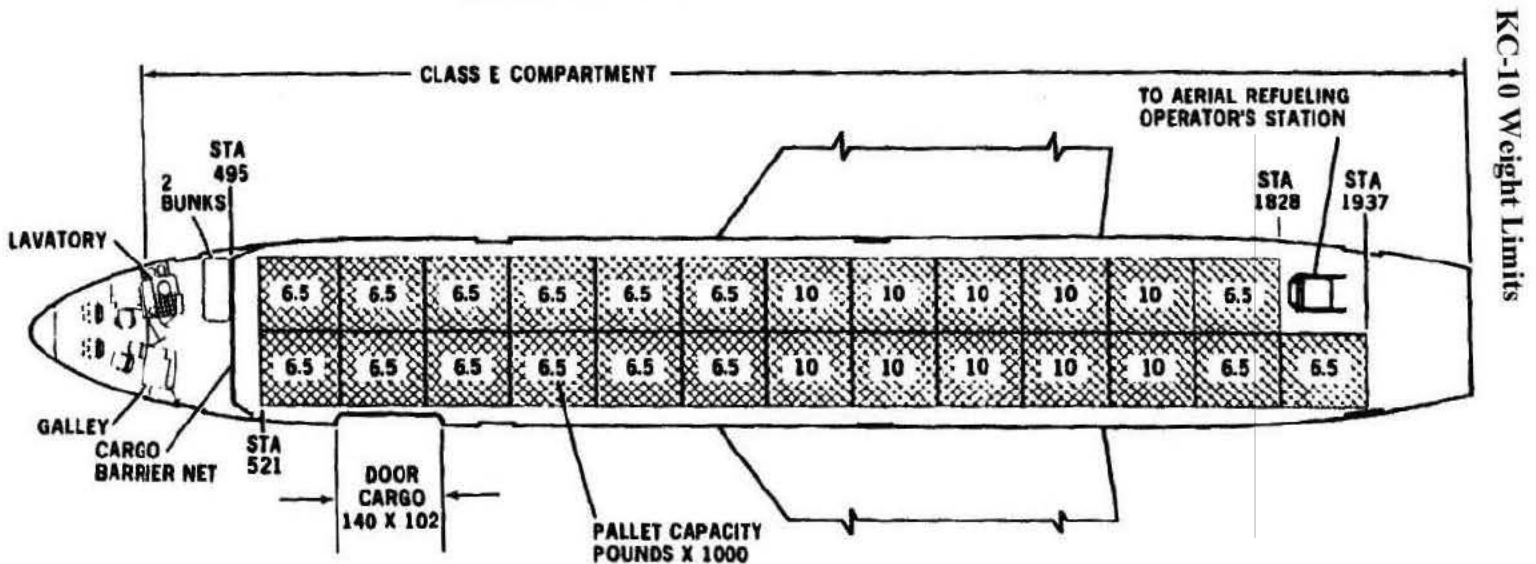 KC-10 Weight Limits
CLASS E COMPARTMENT
TO AERIAL REFUELING
OPERATOR'S STATION
STA
495
2
BUNKS
STA
1828
STA
1937
LAVATORY
6.5 6.5 6.5 6.5 6.5 6.5 10 10 10 10 10 6.5
6.5 6.5 6.5 6.5 6.5 6.5 10 10 10 10 10 6.5 6.5
GALLEY
CARGO
BARRIER NET
STA
521
DOOR
CARGO
140 X 102
PALLET CAPACITY
POUNDS X 1000